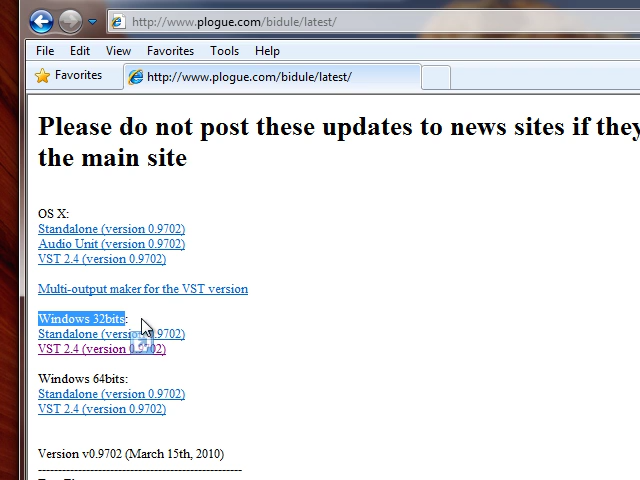 http://www.plogue.com/bidule/latest/
File Edit View Favorites Tools Help
Favorites http://www.plogue.com/bidule/latest/
Please do not post these updates to news sites if they
the main site
OS X:
Standalone (version 0.9702)
Audio Unit (version 0.9702)
VST 2.4 (version 0.9702)
Multi-output maker for the VST version
Windows 32bits:
Standalone (version 0.9702)
VST 2.4 (version 0.9702)
Windows 64bits:
Standalone (version 0.9702)
VST 2.4 (version 0.9702)
Version v0.9702 (March 15th, 2010)
--------------------------------------------------